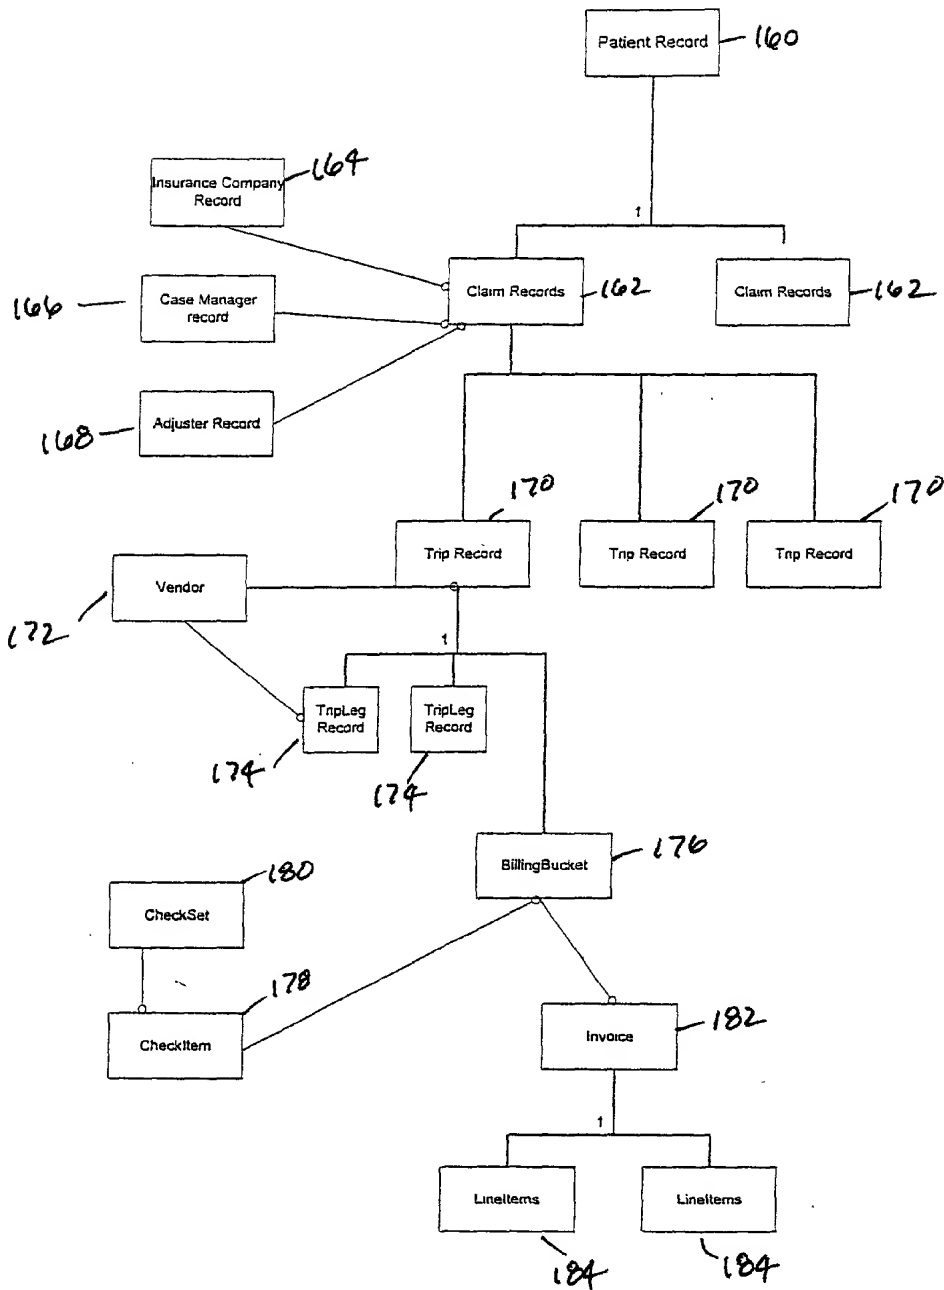 Patient Record
160
164
Insurance Company
Record
1
166
Case Manager
record
Claim Records
162
Claim Records
162
168
Adjuster Record
170
170
170
Trip Record
Trip Record
Trip Record
172
Vendor
1
TripLeg
Record
TripLeg
Record
174
174
176
BillingBucket
180
CheckSet
178
CheckItem
182
Invoice
1
LineItems
LineItems
184
184